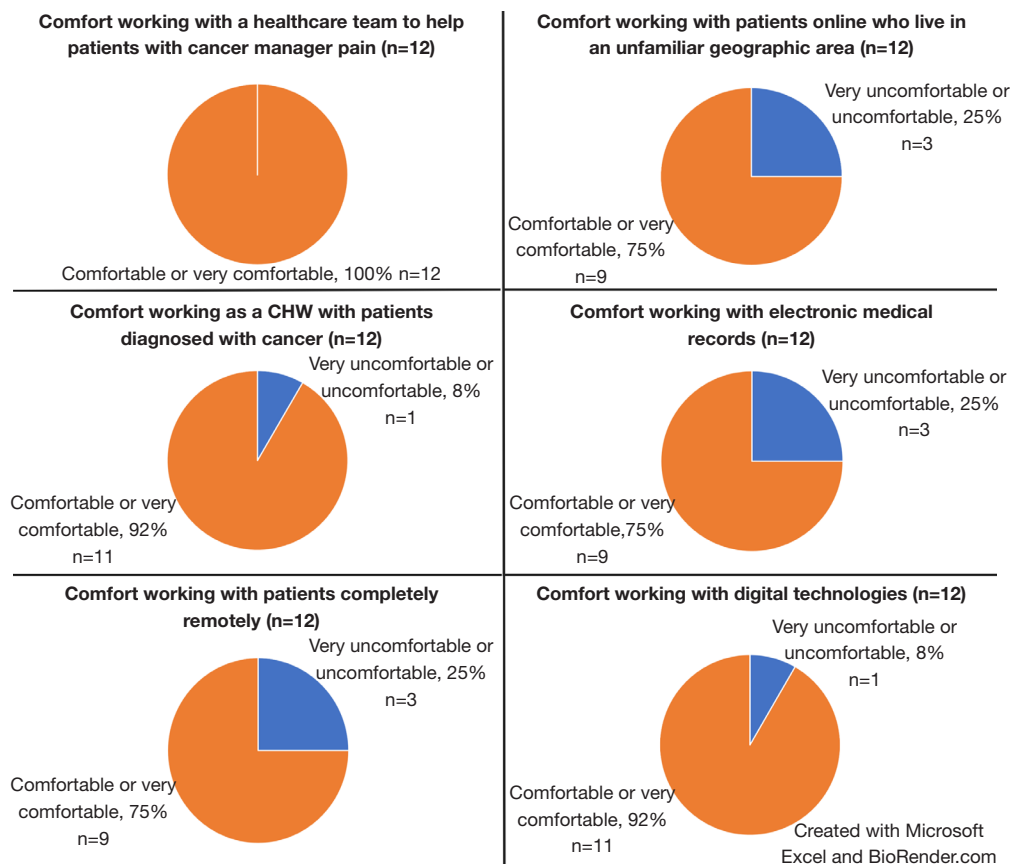 Comfort working with a healthcare team to help
patients with cancer manager pain (n=12)
Comfortable or very comfortable, 100% n=12
Comfort working with patients online who live in
an unfamiliar geographic area (n=12)
Very uncomfortable or
uncomfortable, 25%
n=3
Comfortable or very
comfortable, 75%
n=9
Comfort working as a CHW with patients
diagnosed with cancer (n=12)
Very uncomfortable or
uncomfortable, 8%
n=1
Comfortable or very
comfortable, 92%
n=11
Comfort working with electronic medical
records (n=12)
Very uncomfortable or
uncomfortable, 25%
n=3
Comfortable or very
comfortable,75%
n=9
Comfort working with patients completely
remotely (n=12)
Very uncomfortable or
uncomfortable, 25%
n=3
Comfortable or very
comfortable, 75%
n=9
Comfort working with digital technologies (n=12)
Very uncomfortable or
uncomfortable, 8%
n=1
Comfortable or very
comfortable, 92%
n=11
Created with Microsoft
Excel and BioRender.com